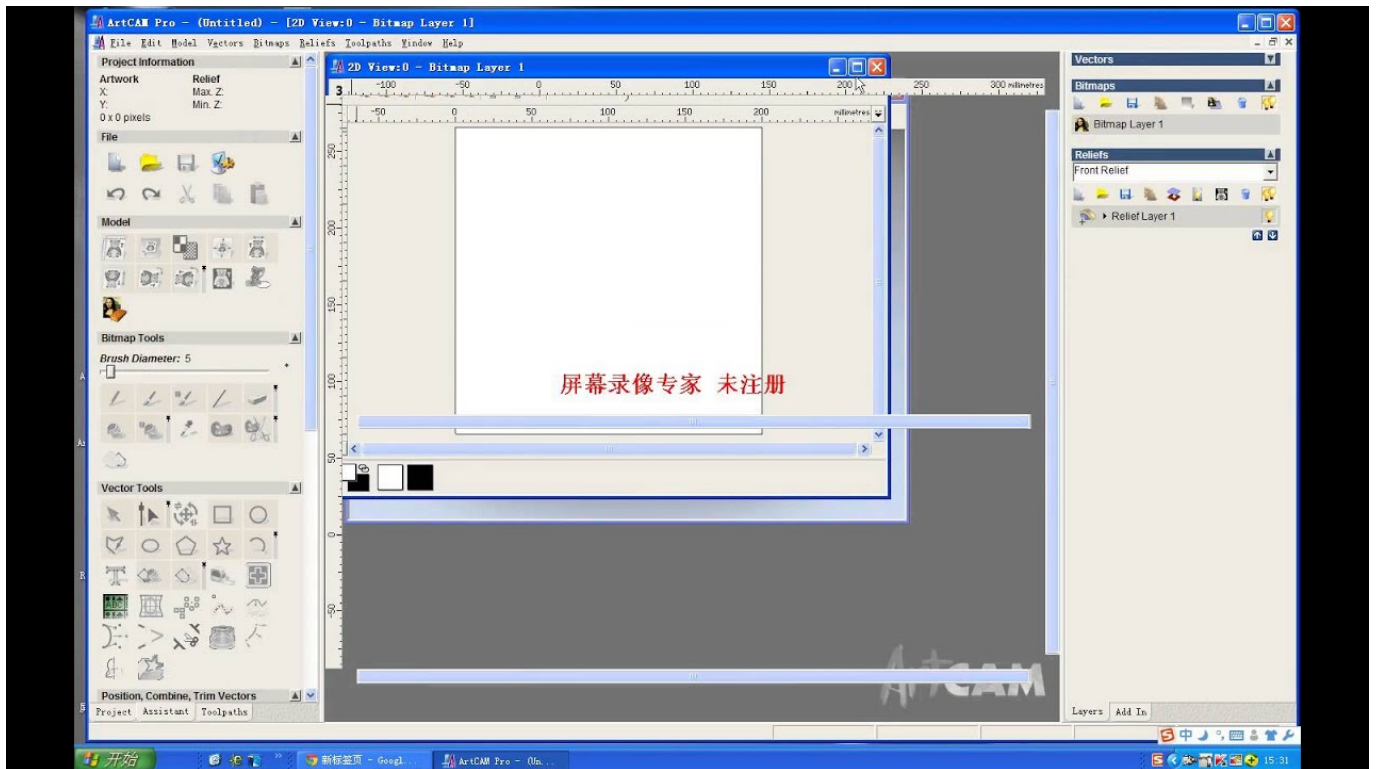 ArtCAM Pro - (Untitled) - [2D View:0 - Bitmap Layer 1]
File Edit Model Vectors Bitmaps Reliefs Toolpaths Window Help
Project Information
Artwork Relief
X: Max. Z:
Y: Min. Z:
0 x 0 pixels
File
Model
Bitmap Tools
Brush Diameter: 5
Vector Tools
ABC
Position, Combine, Trim Vectors
Project Assistant Toolpaths
2D View:0 - Bitmap Layer 1
3 -100 -50 0 50 100 150 200 250 300 millimetres
-50 0 50 100 150 200 millimetres
250
200
150
100
50
0
-50
屏幕录像专家 未注册
ArtCAM
Vectors
Bitmaps
Bitmap Layer 1
Reliefs
Front Relief
Relief Layer 1
Layers Add In
中
开始
新标签页 - Googl...
ArtCAM Pro - (Un...
15:31